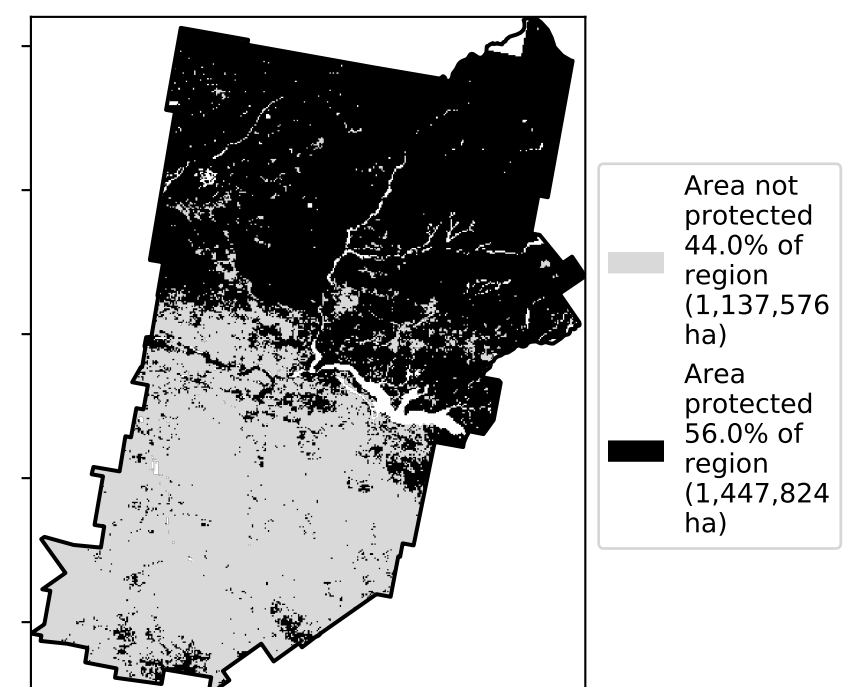 Area not
protected
44.0% of
region
(1,137,576
ha)
Area
protected
56.0% of
region
(1,447,824
ha)